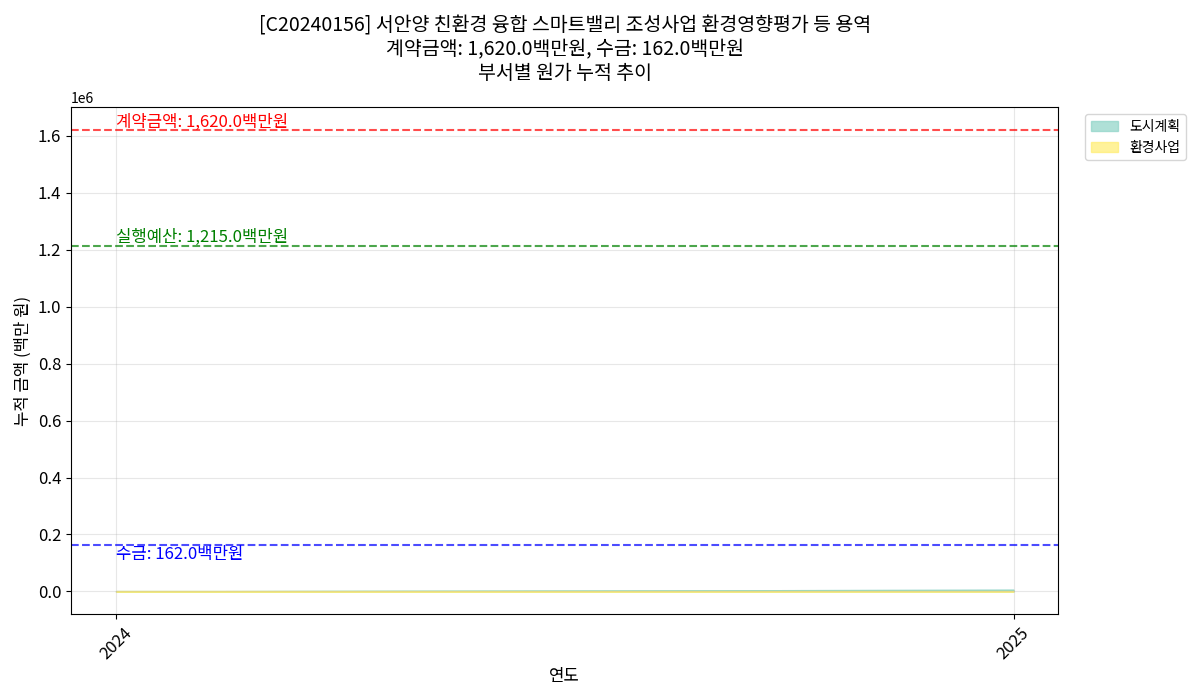 [C20240156] 서안양 친환경 융합 스마트밸리 조성사업 환경영향평가 등 용역
계약금액: 1,620.0백만원, 수금: 162.0백만원
부서별 원가 누적 추이
1e6
계약금액: 1,620.0백만원
도시계획
환경사업
1.6
1.4
실행예산: 1,215.0백만원
1.2
1.0
누적 금액 (백만 원)
0.8
0.6
0.4
0.2
수금: 162.0백만원
0.0
2024
2025
연도